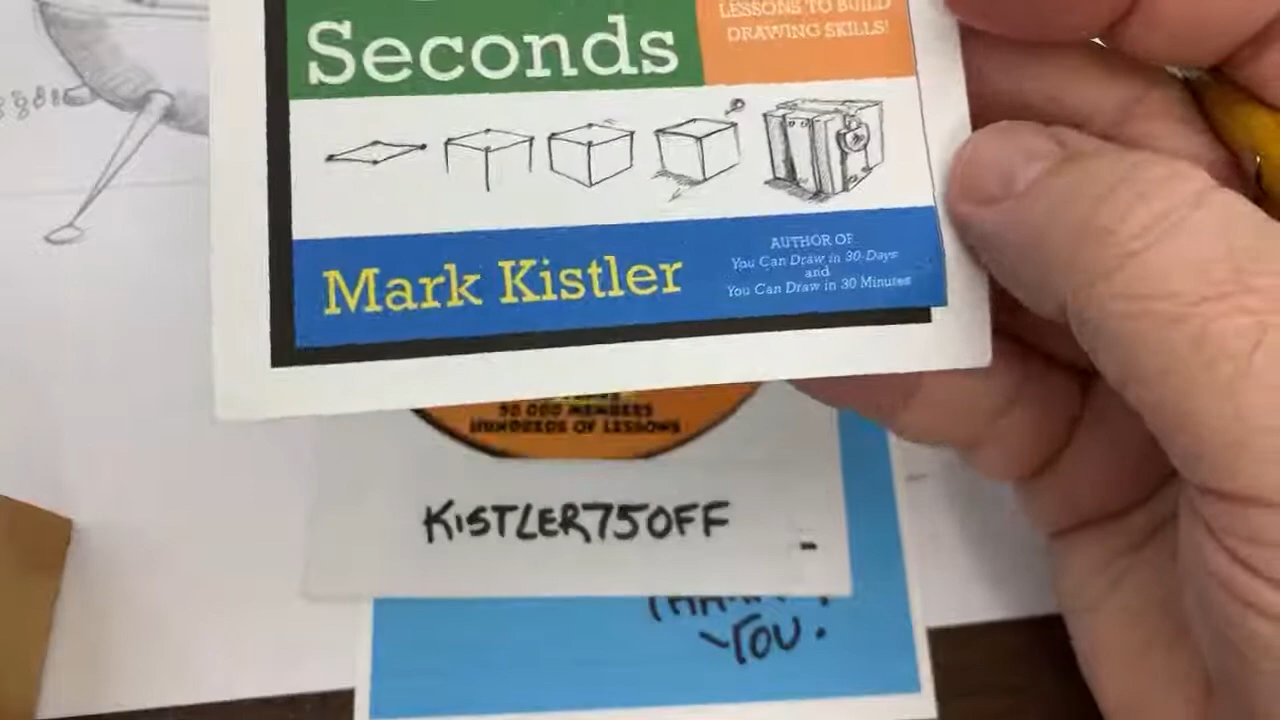 LESSONS TO BUILD
DRAWING SKILLS!
Seconds
Mark Kistler
AUTHOR OF
You Can Draw in 30 Days
and
You Can Draw in 30 Minutes
50 000 MEMBERS
HUNDREDS OF LESSONS
KISTLER75OFF
THANK
YOU!